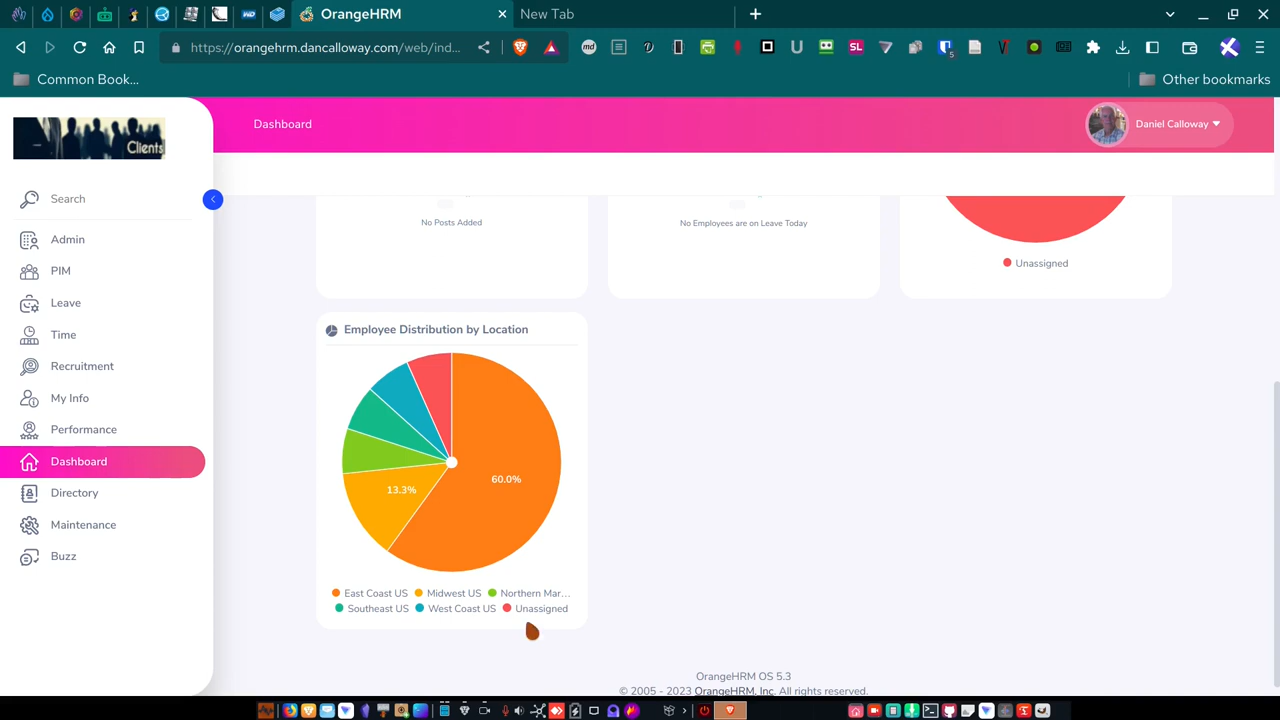 OrangeHRM
New Tab
https://orangehrm.dancalloway.com/web/ind...
Common Book...
Other bookmarks
Clients
Dashboard
Daniel Calloway
Search
Admin
PIM
Leave
Time
Recruitment
My Info
Performance
Dashboard
Directory
Maintenance
Buzz
No Posts Added
No Employees are on Leave Today
Unassigned
Employee Distribution by Location
60.0%
13.3%
East Coast US Midwest US Northern Mar...
Southeast US West Coast US Unassigned
OrangeHRM OS 5.3
© 2005 - 2023 OrangeHRM, Inc. All rights reserved.